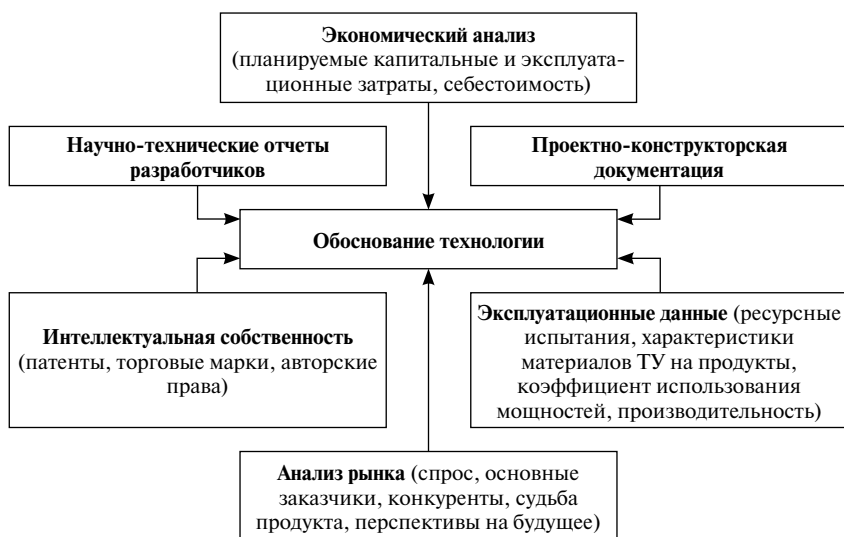 Экономический анализ
(планируемые капитальные и эксплуата-
ционные затраты, себестоимость)
Научно-технические отчеты
разработчиков
Проектно-конструкторская
документация
Обоснование технологии
Интеллектуальная собственность
(патенты, торговые марки, авторские
права)
Эксплуатационные данные (ресурсные
испытания, характеристики
материалов ТУ на продукты,
коэффициент использования
мощностей, производительность)
Анализ рынка (спрос, основные
заказчики, конкуренты, судьба
продукта, перспективы на будущее)